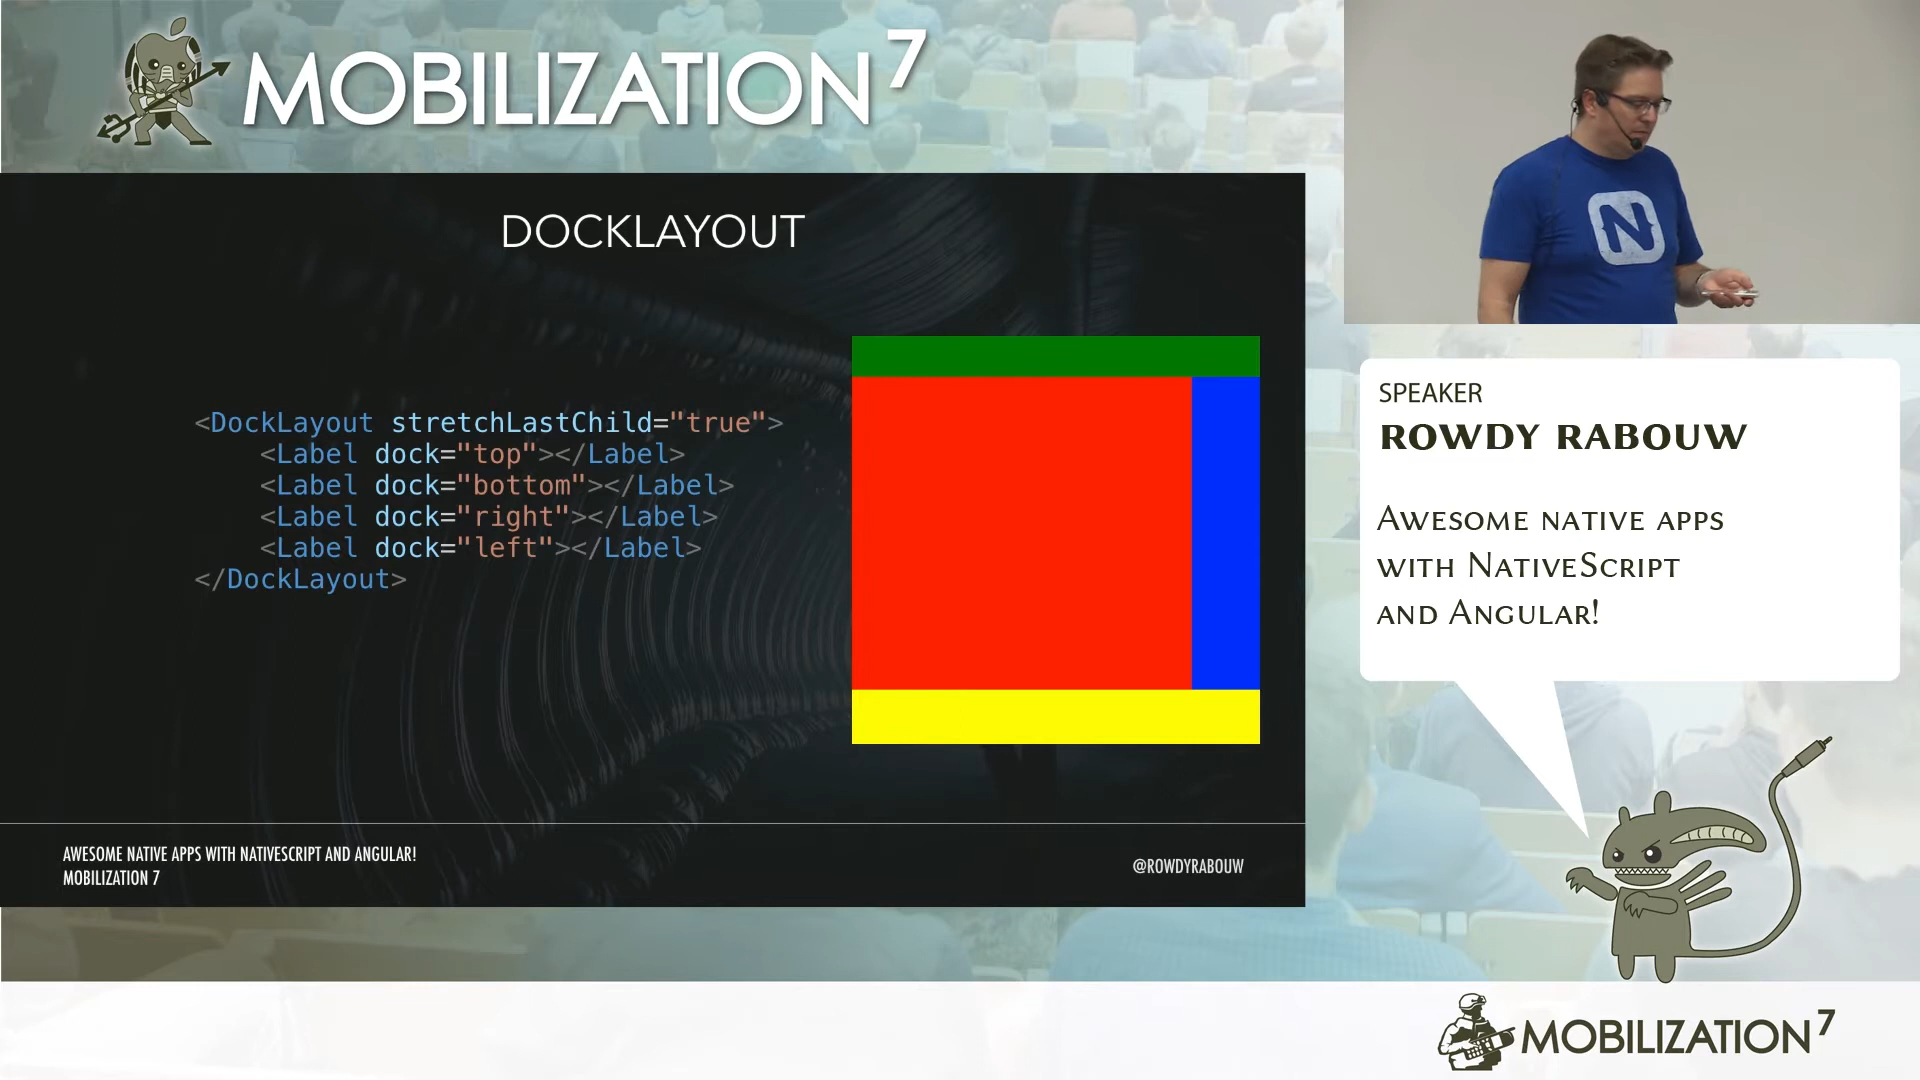 MOBILIZATION 7
DOCKLAYOUT
<DockLayout stretchLastChild="true">
    <Label dock="top"></Label>
    <Label dock="bottom"></Label>
    <Label dock="right"></Label>
    <Label dock="left"></Label>
</DockLayout>
AWESOME NATIVE APPS WITH NATIVESCRIPT AND ANGULAR!
MOBILIZATION 7
@ROWDYRABOUW
N
SPEAKER
ROWDY RABOUW
AWESOME NATIVE APPS
WITH NATIVESCRIPT
AND ANGULAR!
MOBILIZATION 7